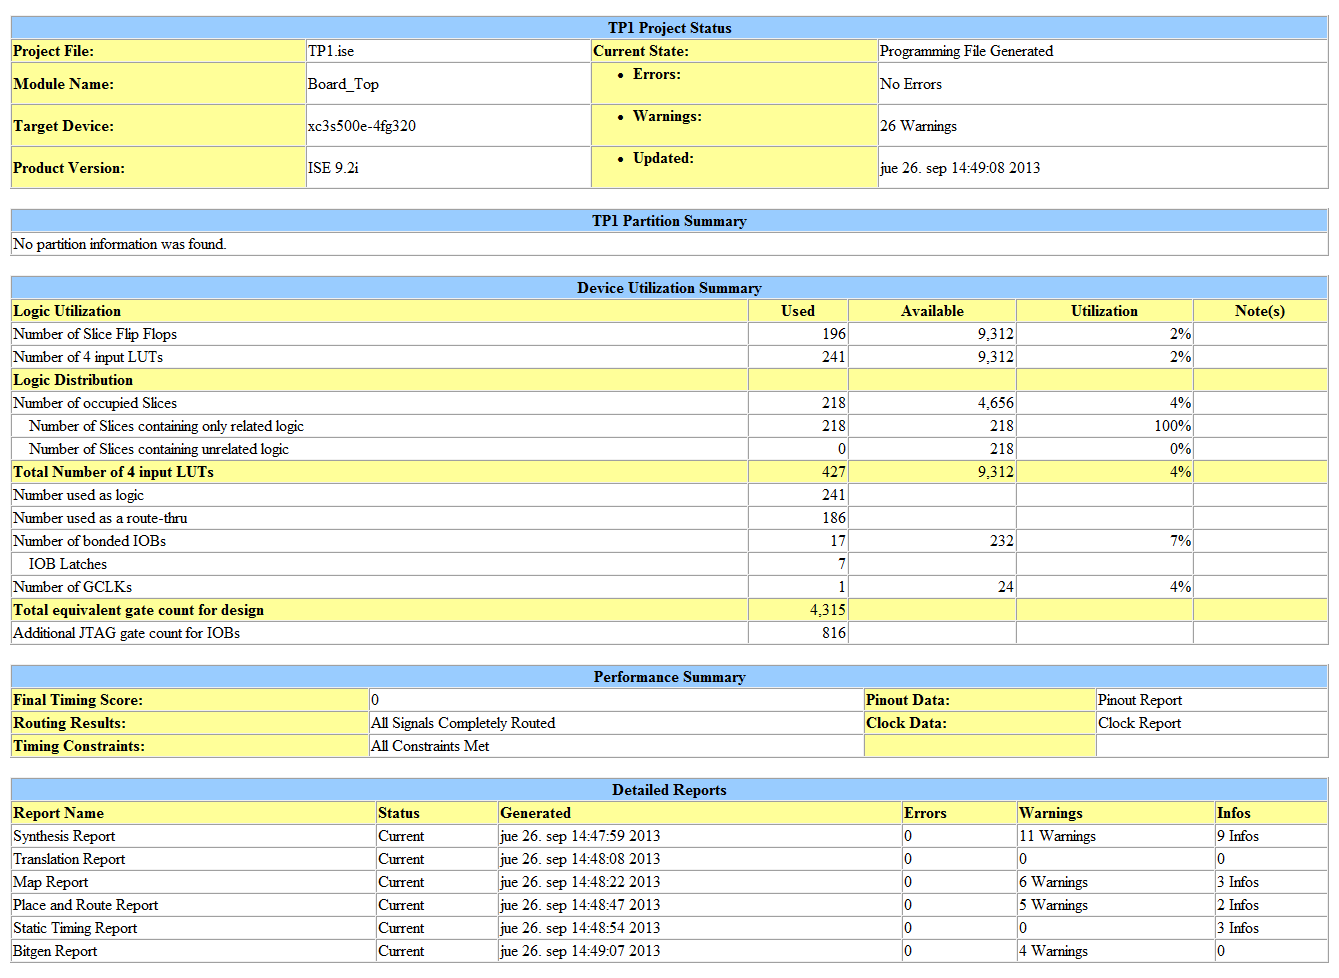 TP1 Project Status
Project File: TP1.ise Current State: Programming File Generated
Module Name: Board_Top • Errors: No Errors
Target Device: xc3s500e-4fg320 • Warnings: 26 Warnings
Product Version: ISE 9.2i • Updated: jue 26. sep 14:49:08 2013
TP1 Partition Summary
No partition information was found.
Device Utilization Summary
Logic Utilization Used Available Utilization Note(s)
Number of Slice Flip Flops 196 9,312 2%
Number of 4 input LUTs 241 9,312 2%
Logic Distribution
Number of occupied Slices 218 4,656 4%
Number of Slices containing only related logic 218 218 100%
Number of Slices containing unrelated logic 0 218 0%
Total Number of 4 input LUTs 427 9,312 4%
Number used as logic 241
Number used as a route-thru 186
Number of bonded IOBs 17 232 7%
IOB Latches 7
Number of GCLKs 1 24 4%
Total equivalent gate count for design 4,315
Additional JTAG gate count for IOBs 816
Performance Summary
Final Timing Score: 0 Pinout Data: Pinout Report
Routing Results: All Signals Completely Routed Clock Data: Clock Report
Timing Constraints: All Constraints Met
Detailed Reports
Report Name Status Generated Errors Warnings Infos
Synthesis Report Current jue 26. sep 14:47:59 2013 0 11 Warnings 9 Infos
Translation Report Current jue 26. sep 14:48:08 2013 0 0 0
Map Report Current jue 26. sep 14:48:22 2013 0 6 Warnings 3 Infos
Place and Route Report Current jue 26. sep 14:48:47 2013 0 5 Warnings 2 Infos
Static Timing Report Current jue 26. sep 14:48:54 2013 0 0 3 Infos
Bitgen Report Current jue 26. sep 14:49:07 2013 0 4 Warnings 0